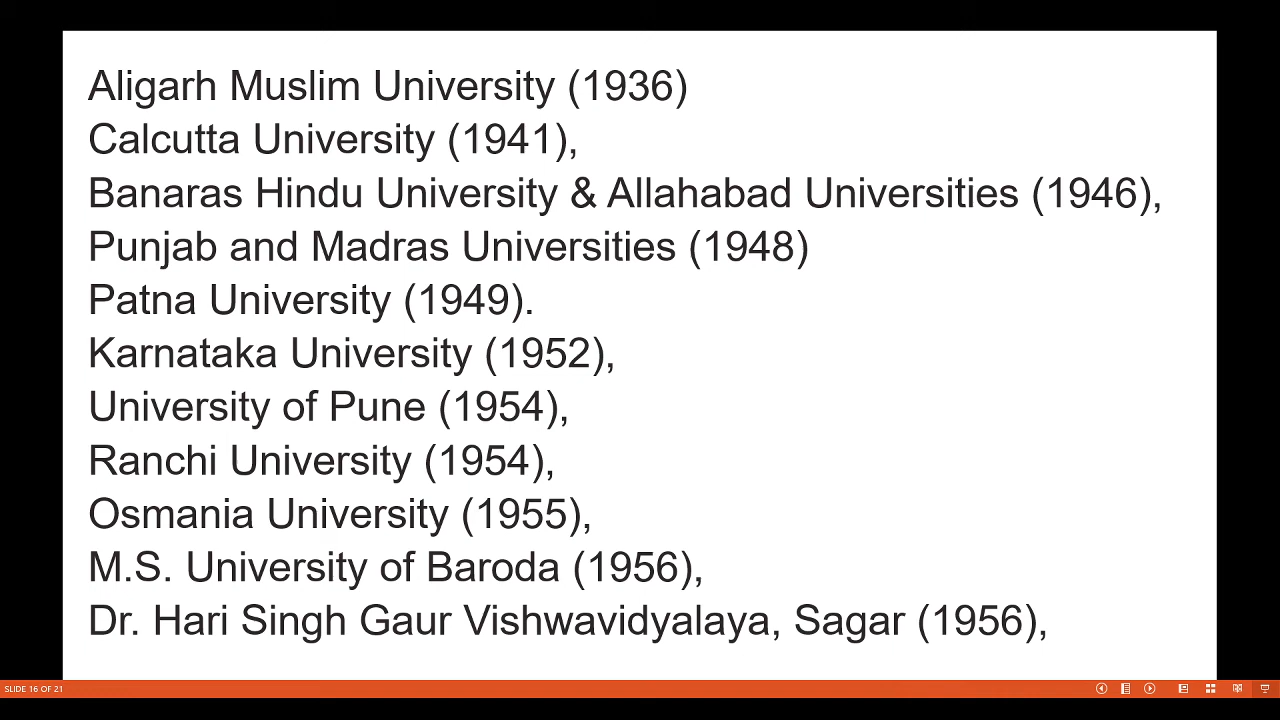 Aligarh Muslim University (1936)
Calcutta University (1941),
Banaras Hindu University & Allahabad Universities (1946),
Punjab and Madras Universities (1948)
Patna University (1949).
Karnataka University (1952),
University of Pune (1954),
Ranchi University (1954),
Osmania University (1955),
M.S. University of Baroda (1956),
Dr. Hari Singh Gaur Vishwavidyalaya, Sagar (1956),
SLIDE 16 OF 21